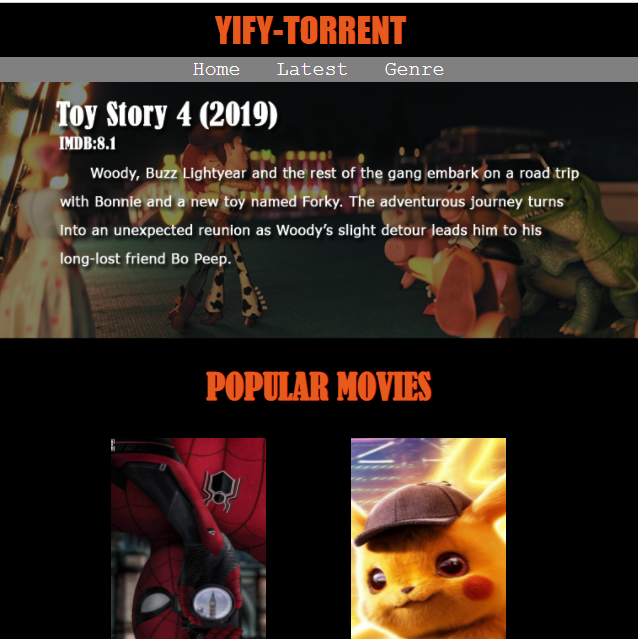 YIFY-TORRENT
Home Latest Genre
Toy Story 4 (2019)
IMDB:8.1
Woody, Buzz Lightyear and the rest of the gang embark on a road trip
with Bonnie and a new toy named Forky. The adventurous journey turns
into an unexpected reunion as Woody’s slight detour leads him to his
long-lost friend Bo Peep.
POPULAR MOVIES